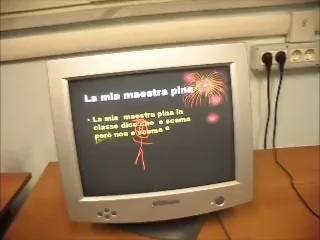 La mia maestra pina
La mia maestra pina in
classe dice che e scema
però non e scema e